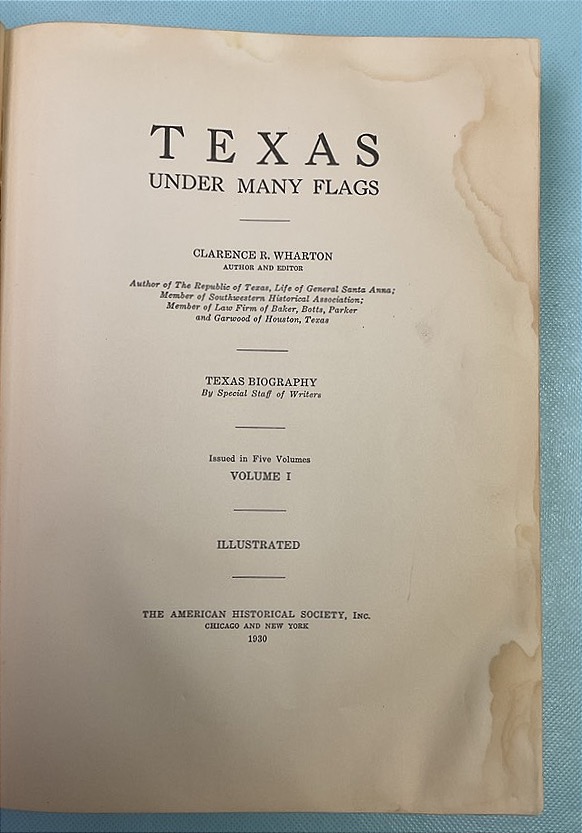 TEXAS
UNDER MANY FLAGS
CLARENCE R. WHARTON
AUTHOR AND EDITOR
Author of The Republic of Texas, Life of General Santa Anna;
Member of Southwestern Historical Association;
Member of Law Firm of Baker, Botts, Parker
and Garwood of Houston, Texas
TEXAS BIOGRAPHY
By Special Staff of Writers
Issued in Five Volumes
VOLUME I
ILLUSTRATED
THE AMERICAN HISTORICAL SOCIETY, Inc.
CHICAGO AND NEW YORK
1930